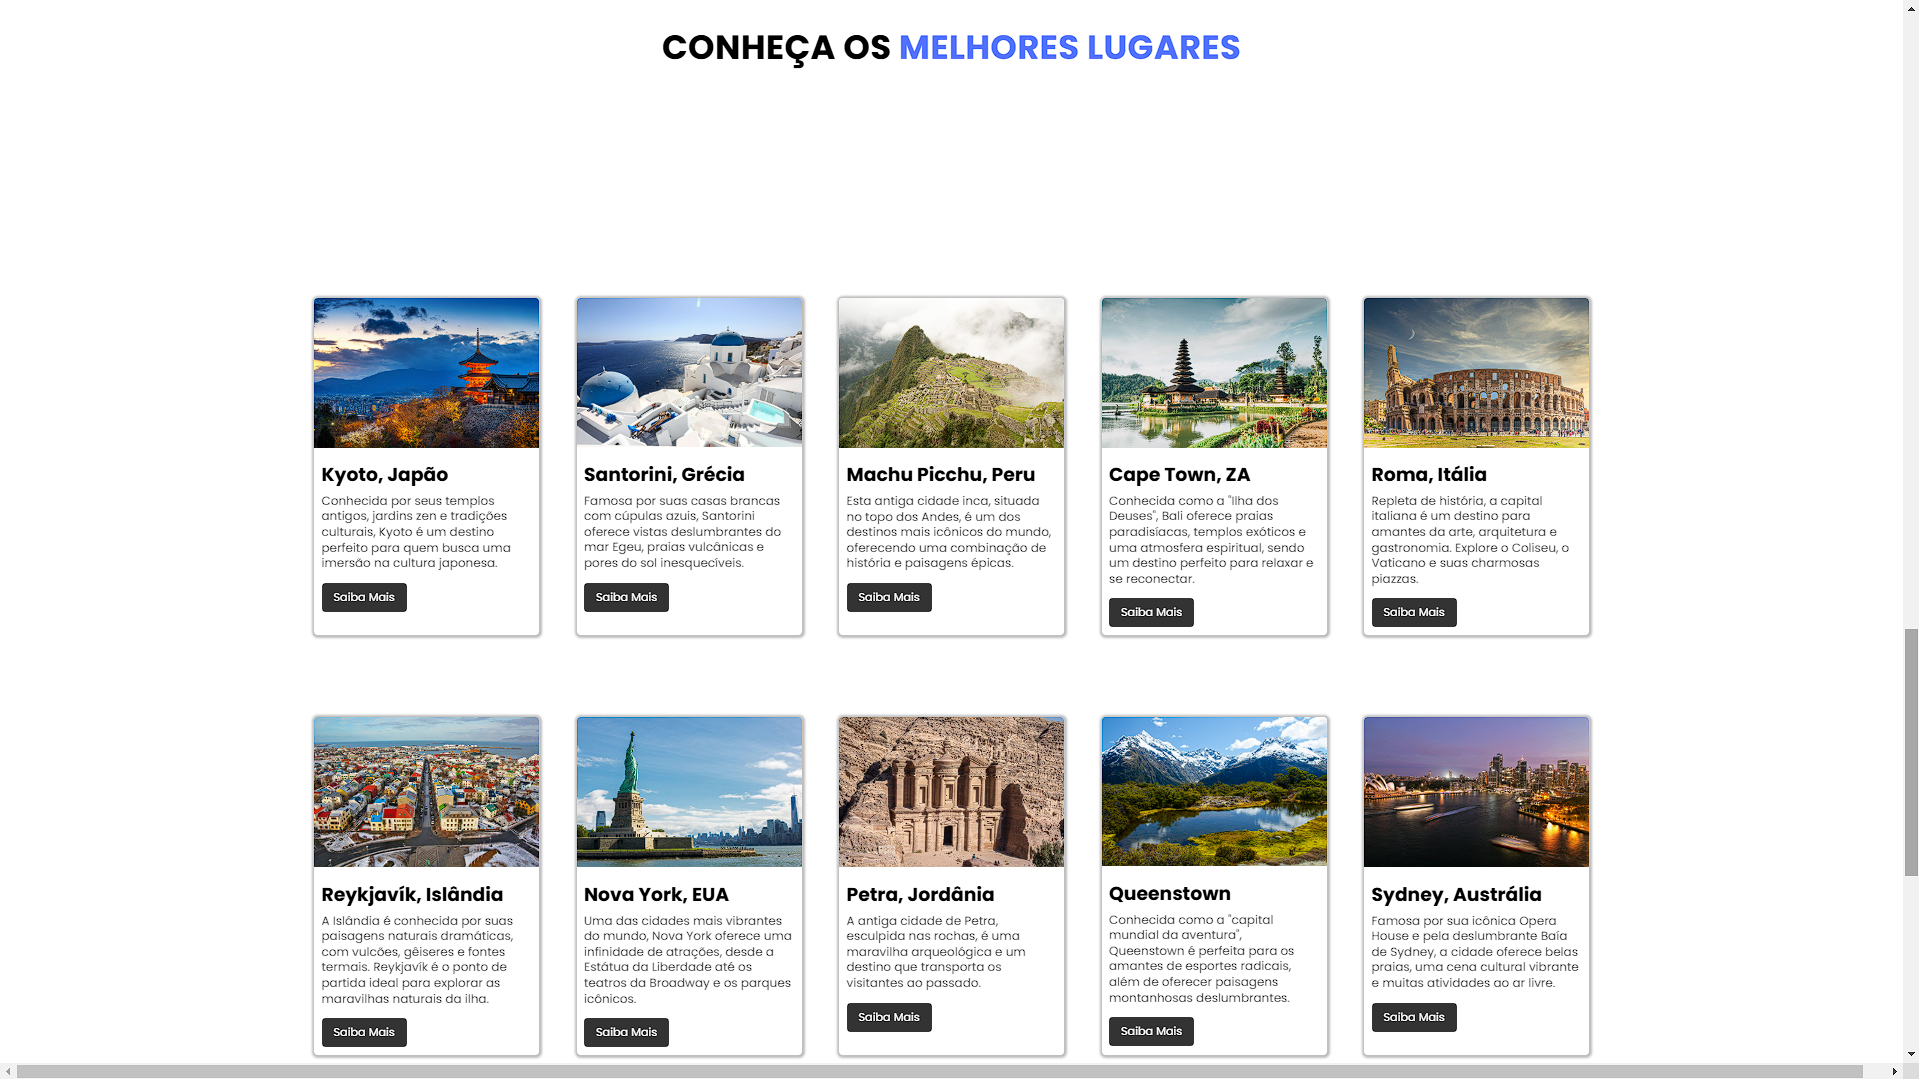 CONHEÇA OS MELHORES LUGARES
Kyoto, Japão
Conhecida por seus templos
antigos, jardins zen e tradições
culturais, Kyoto é um destino
perfeito para quem busca uma
imersão na cultura japonesa.
Saiba Mais
Santorini, Grécia
Famosa por suas casas brancas
com cúpulas azuis, Santorini
oferece vistas deslumbrantes do
mar Egeu, praias vulcânicas e
pores do sol inesquecíveis.
Saiba Mais
Machu Picchu, Peru
Esta antiga cidade inca, situada
no topo dos Andes, é um dos
destinos mais icônicos do mundo,
oferecendo uma combinação de
história e paisagens épicas.
Saiba Mais
Cape Town, ZA
Conhecida como a "Ilha dos
Deuses", Bali oferece praias
paradisíacas, templos exóticos e
uma atmosfera espiritual, sendo
um destino perfeito para relaxar e
se reconectar.
Saiba Mais
Roma, Itália
Repleta de história, a capital
italiana é um destino para
amantes da arte, arquitetura e
gastronomia. Explore o Coliseu, o
Vaticano e suas charmosas
piazzas.
Saiba Mais
Reykjavík, Islândia
A Islândia é conhecida por suas
paisagens naturais dramáticas,
com vulcões, gêiseres e fontes
termais. Reykjavík é o ponto de
partida ideal para explorar as
maravilhas naturais da ilha.
Saiba Mais
Nova York, EUA
Uma das cidades mais vibrantes
do mundo, Nova York oferece uma
infinidade de atrações, desde a
Estátua da Liberdade até os
teatros da Broadway e os parques
icônicos.
Saiba Mais
Petra, Jordânia
A antiga cidade de Petra,
esculpida nas rochas, é uma
maravilha arqueológica e um
destino que transporta os
visitantes ao passado.
Saiba Mais
Queenstown
Conhecida como a "capital
mundial da aventura",
Queenstown é perfeita para os
amantes de esportes radicais,
além de oferecer paisagens
montanhosas deslumbrantes.
Saiba Mais
Sydney, Austrália
Famosa por sua icônica Opera
House e pela deslumbrante Baía
de Sydney, a cidade oferece belas
praias, uma cena cultural vibrante
e muitas atividades ao ar livre.
Saiba Mais